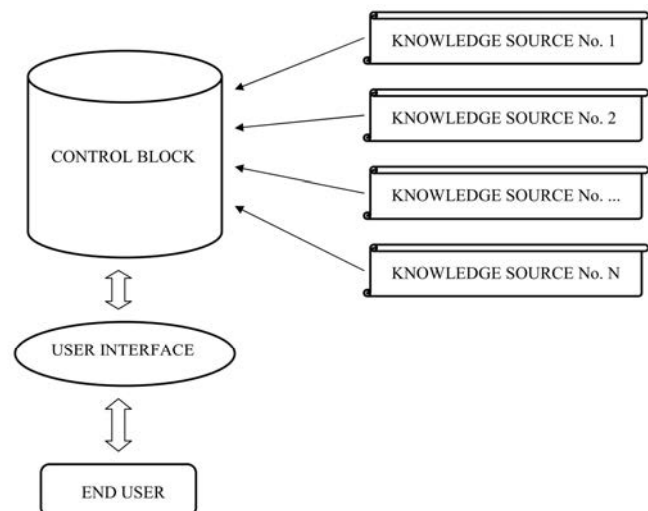 KNOWLEDGE SOURCE No. 1
KNOWLEDGE SOURCE No. 2
CONTROL BLOCK
KNOWLEDGE SOURCE No. ...
KNOWLEDGE SOURCE No. N
USER INTERFACE
END USER